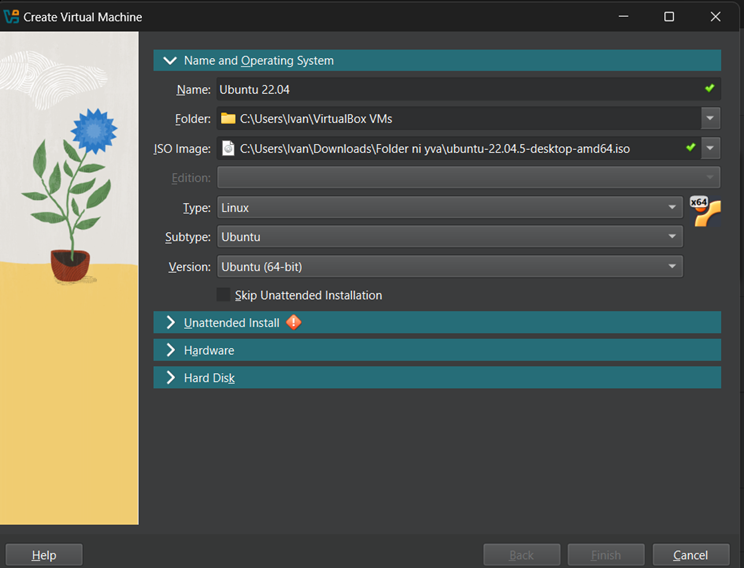 Create Virtual Machine
Name and Operating System
Name: Ubuntu 22.04
Folder: C:\Users\Ivan\VirtualBox VMs
ISO Image: C:\Users\Ivan\Downloads\Folder ni yva\ubuntu-22.04.5-desktop-amd64.iso
Edition:
Type: Linux
x64
Subtype: Ubuntu
Version: Ubuntu (64-bit)
Skip Unattended Installation
Unattended Install
Hardware
Hard Disk
Help Back Finish Cancel